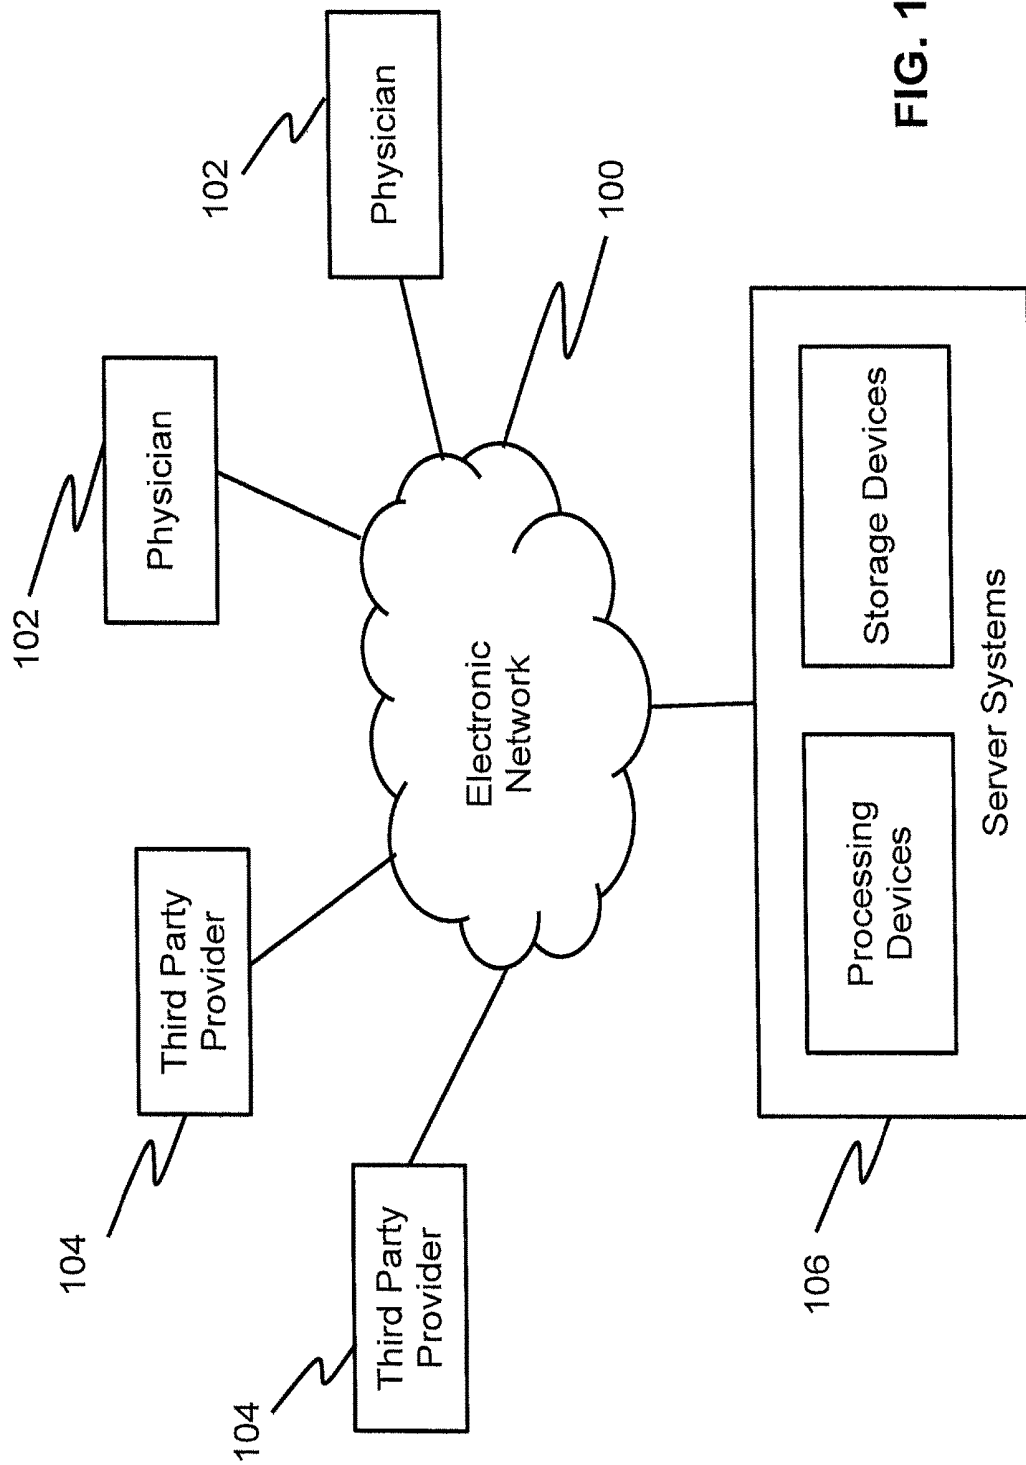 102
Physician
102
Physician
104
Third Party
Provider
104
Third Party
Provider
100
Electronic
Network
106
Processing
Devices
Storage Devices
Server Systems
FIG. 1